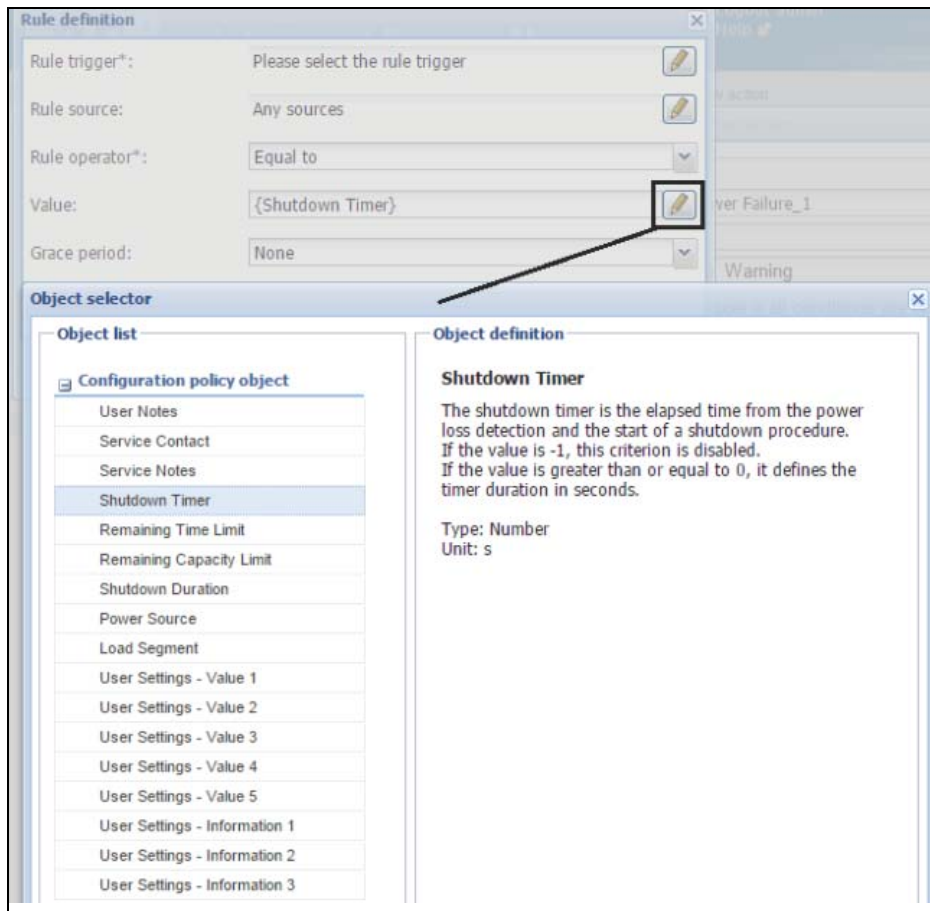 Rule definition
Rule trigger*: Please select the rule trigger
Rule source: Any sources
Rule operator*: Equal to
Value: {Shutdown Timer}
Grace period: None
ver Failure_1
Warning
Object selector
Object list
Configuration policy object
User Notes
Service Contact
Service Notes
Shutdown Timer
Remaining Time Limit
Remaining Capacity Limit
Shutdown Duration
Power Source
Load Segment
User Settings - Value 1
User Settings - Value 2
User Settings - Value 3
User Settings - Value 4
User Settings - Value 5
User Settings - Information 1
User Settings - Information 2
User Settings - Information 3
Object definition
Shutdown Timer
The shutdown timer is the elapsed time from the power
loss detection and the start of a shutdown procedure.
If the value is -1, this criterion is disabled.
If the value is greater than or equal to 0, it defines the
timer duration in seconds.
Type: Number
Unit: s